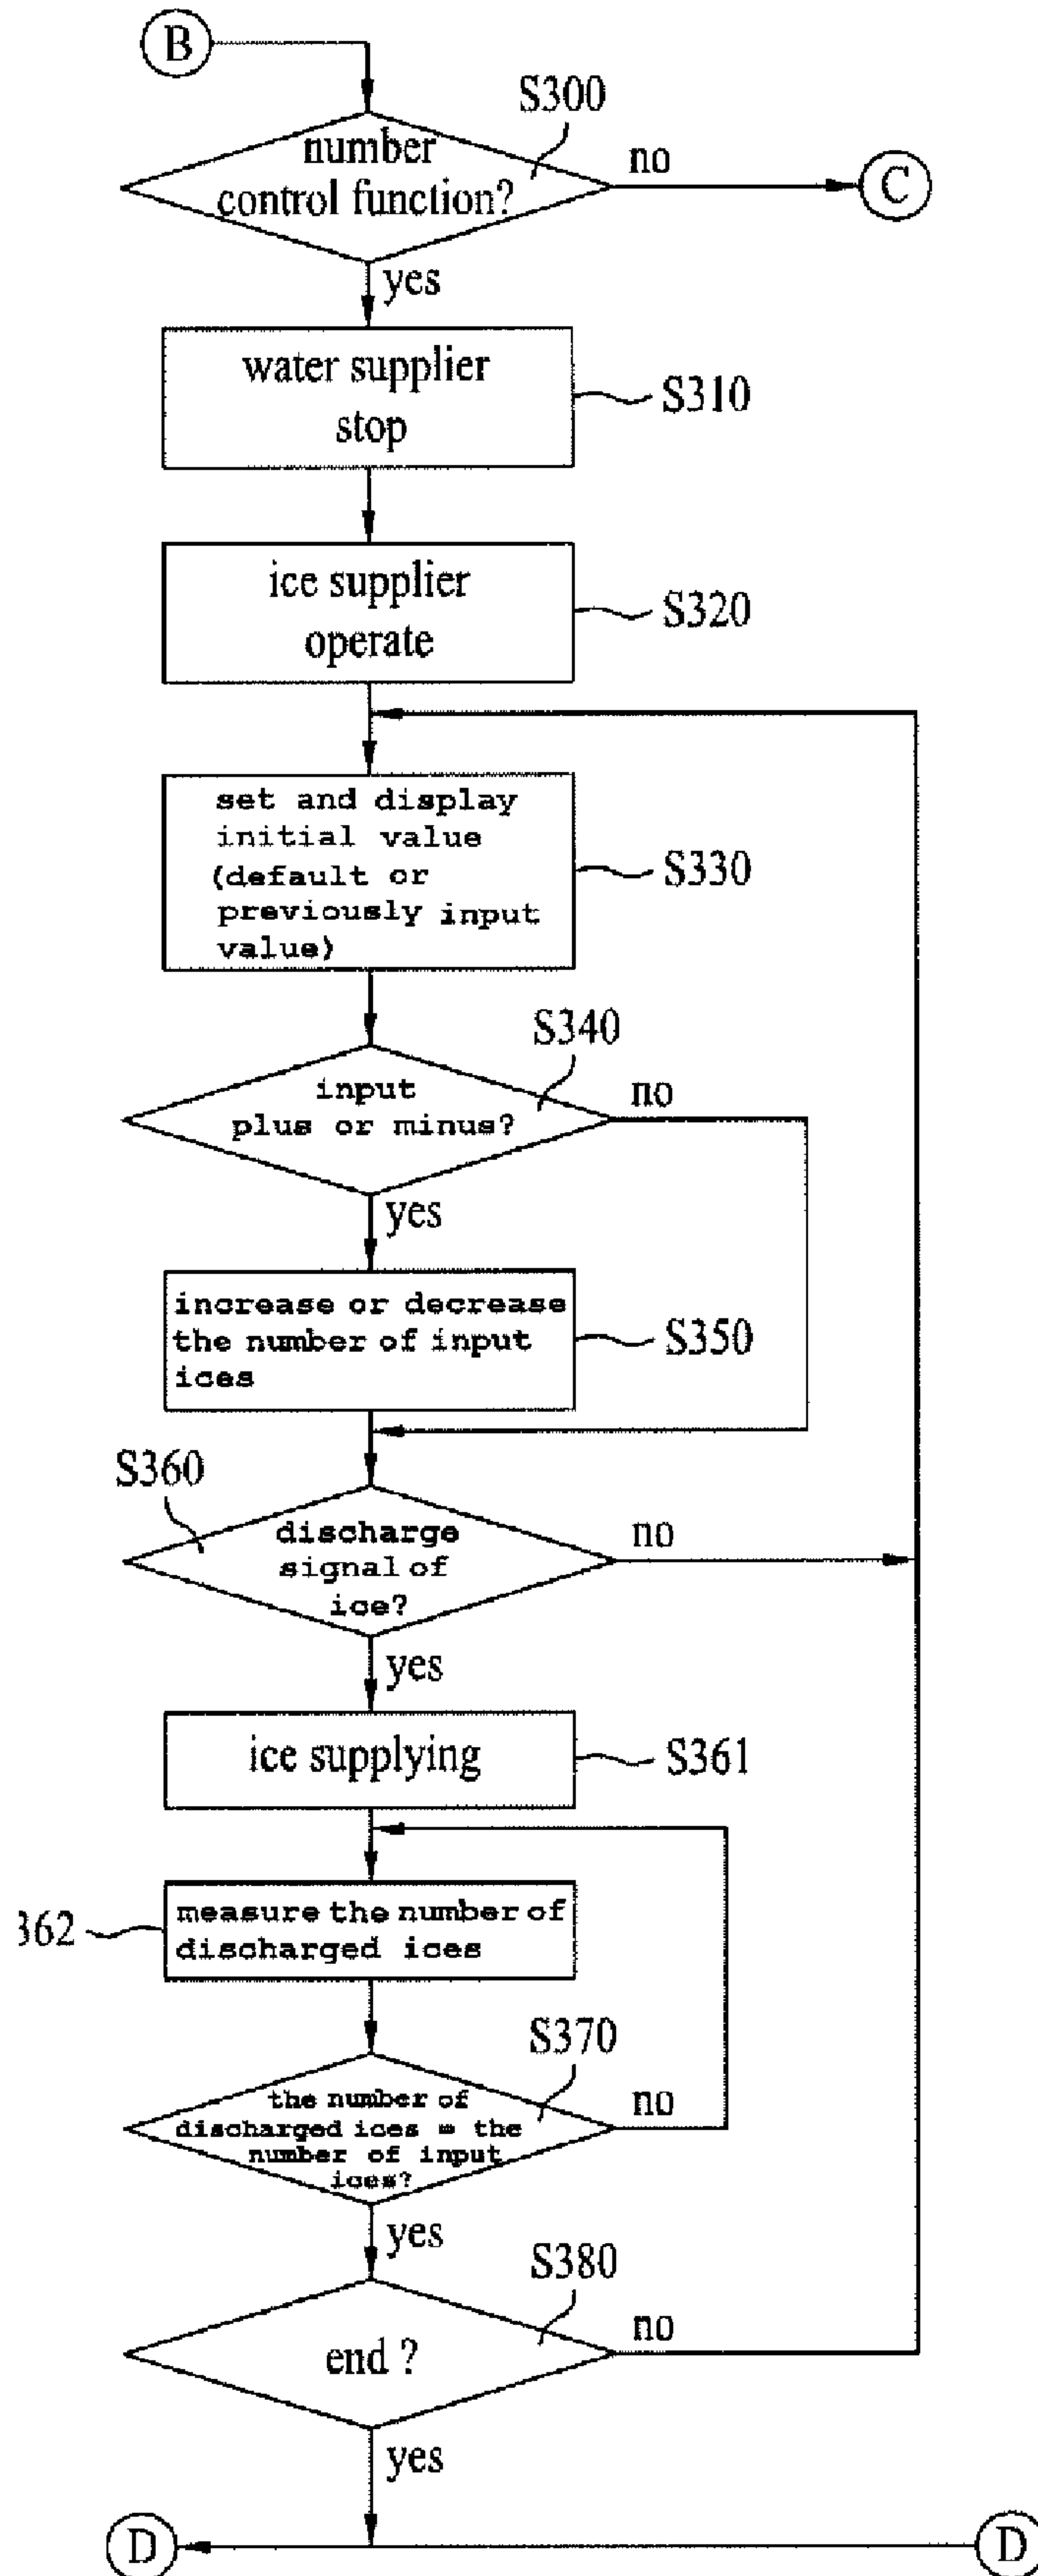 B
S300
number
control function?
no
C
yes
water supplier
stop
S310
ice supplier
operate
S320
set and display
initial value
(default or
previously input
value)
S330
S340
input
plus or minus?
no
yes
increase or decrease
the number of input
ices
S350
S360
discharge
signal of
ice?
no
yes
ice supplying
S361
362
measure the number of
discharged ices
S370
the number of
discharged ices = the
number of input
ices?
no
yes
S380
end ?
no
yes
D
D